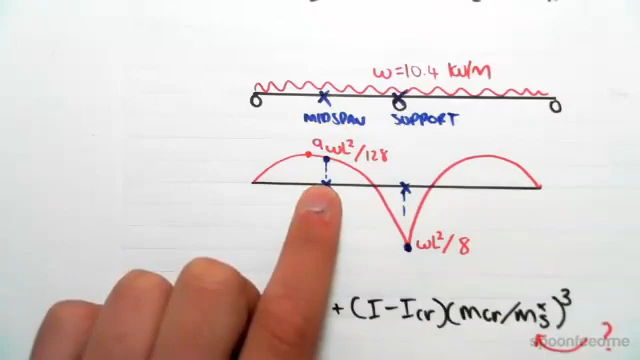 w=10.4 kN/m
MIDSPAN SUPPORT
9wl²/128
wl²/8
+ (I-Icr)(mcr/m*s)³
?
spoonfeedme